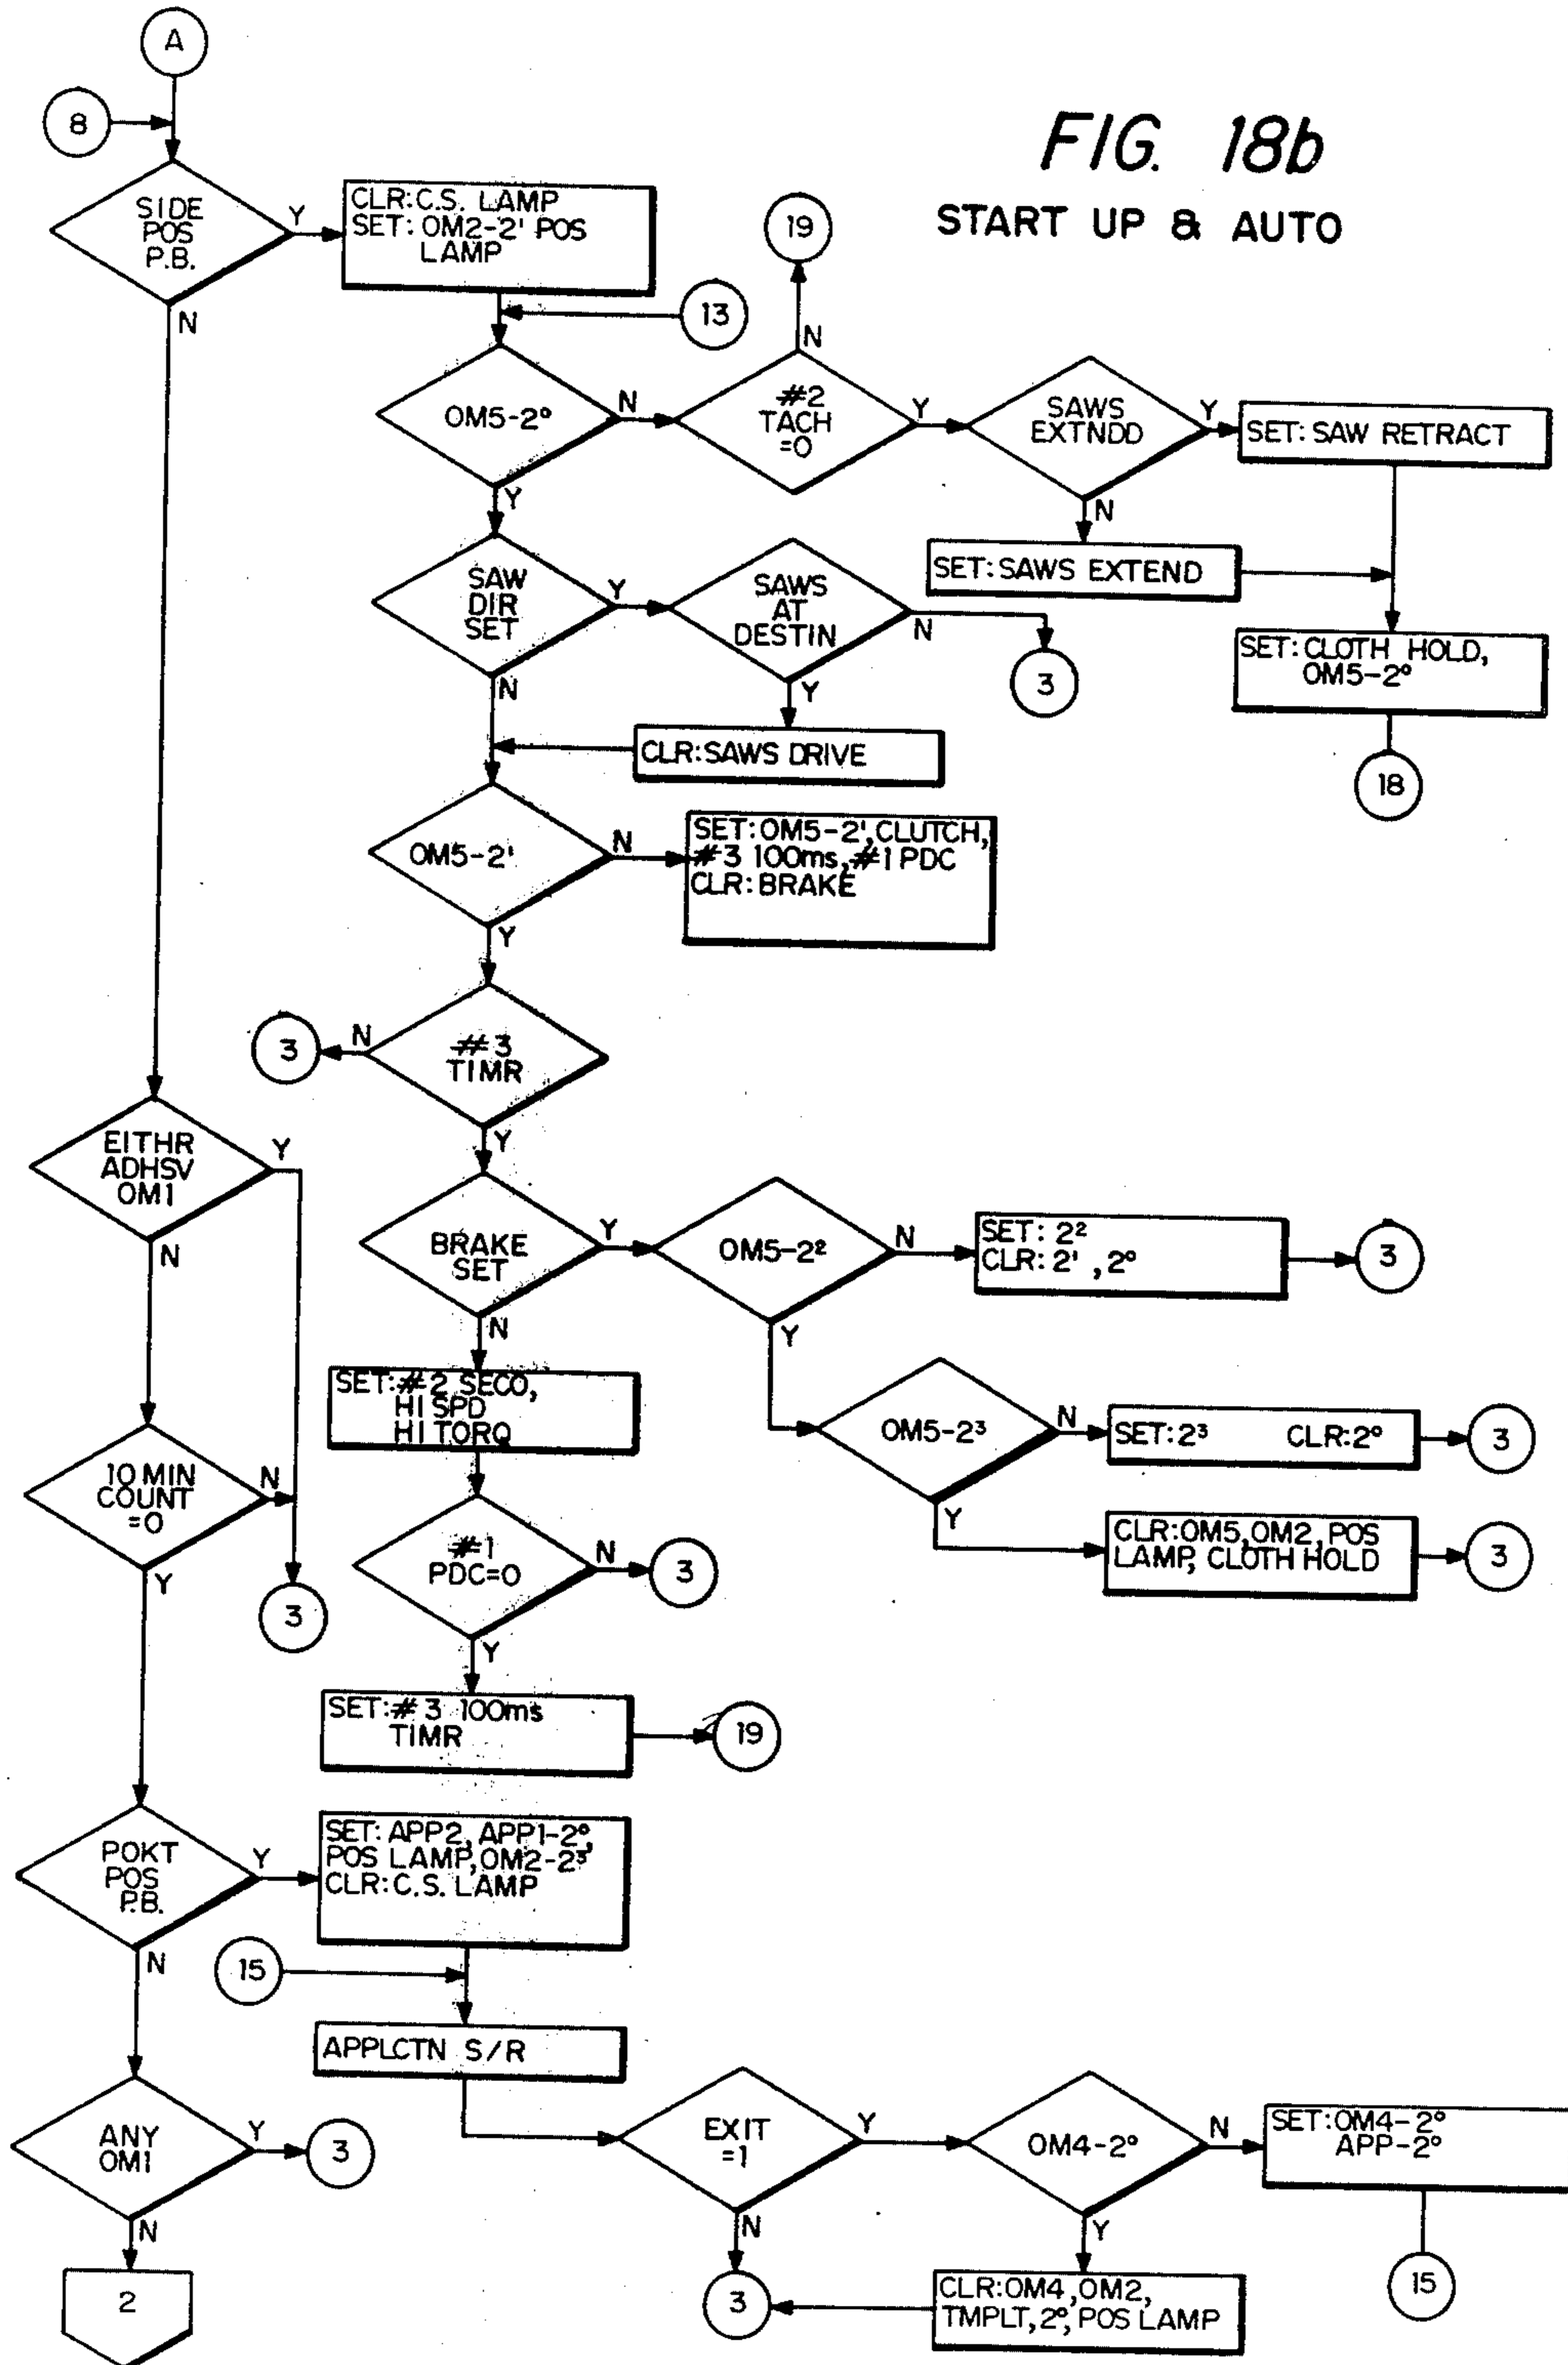 A
8
FIG. 18b
START UP & AUTO
SIDE
POS
P.B.
Y
N
CLR:C.S. LAMP
SET: OM2-2' POS
LAMP
13
19
N
OM5-2°
N
Y
#2
TACH
=0
Y
SAWS
EXTNDD
Y
N
SET: SAW RETRACT
SET:SAWS EXTEND
SET:CLOTH HOLD,
OM5-2°
18
SAW
DIR
SET
Y
N
SAWS
AT
DESTIN
N
Y
3
CLR:SAWS DRIVE
OM5-2'
N
Y
SET:OM5-2',CLUTCH,
#3 100ms,#1 PDC
CLR:BRAKE
#3
TIMR
N
Y
3
EITHR
ADHSV
OM1
Y
N
BRAKE
SET
Y
N
OM5-2²
N
Y
SET: 2²
CLR: 2' , 2°
3
SET:#2 SECO,
HI SPD
HI TORQ
OM5-2³
N
Y
SET:2³ CLR:2°
3
CLR:OM5,OM2, POS
LAMP, CLOTH HOLD
3
10 MIN
COUNT
=0
N
Y
3
#1
PDC=0
N
Y
3
SET:#3 100ms
TIMR
19
POKT
POS
P.B.
Y
N
SET: APP2, APP1-2°,
POS LAMP,OM2-2³
CLR:C.S. LAMP
15
APPLCTN S/R
ANY
OM1
Y
N
3
2
EXIT
=1
Y
N
3
OM4-2°
N
Y
SET:OM4-2°
APP-2°
15
CLR:OM4,OM2,
TMPLT,2°,POS LAMP